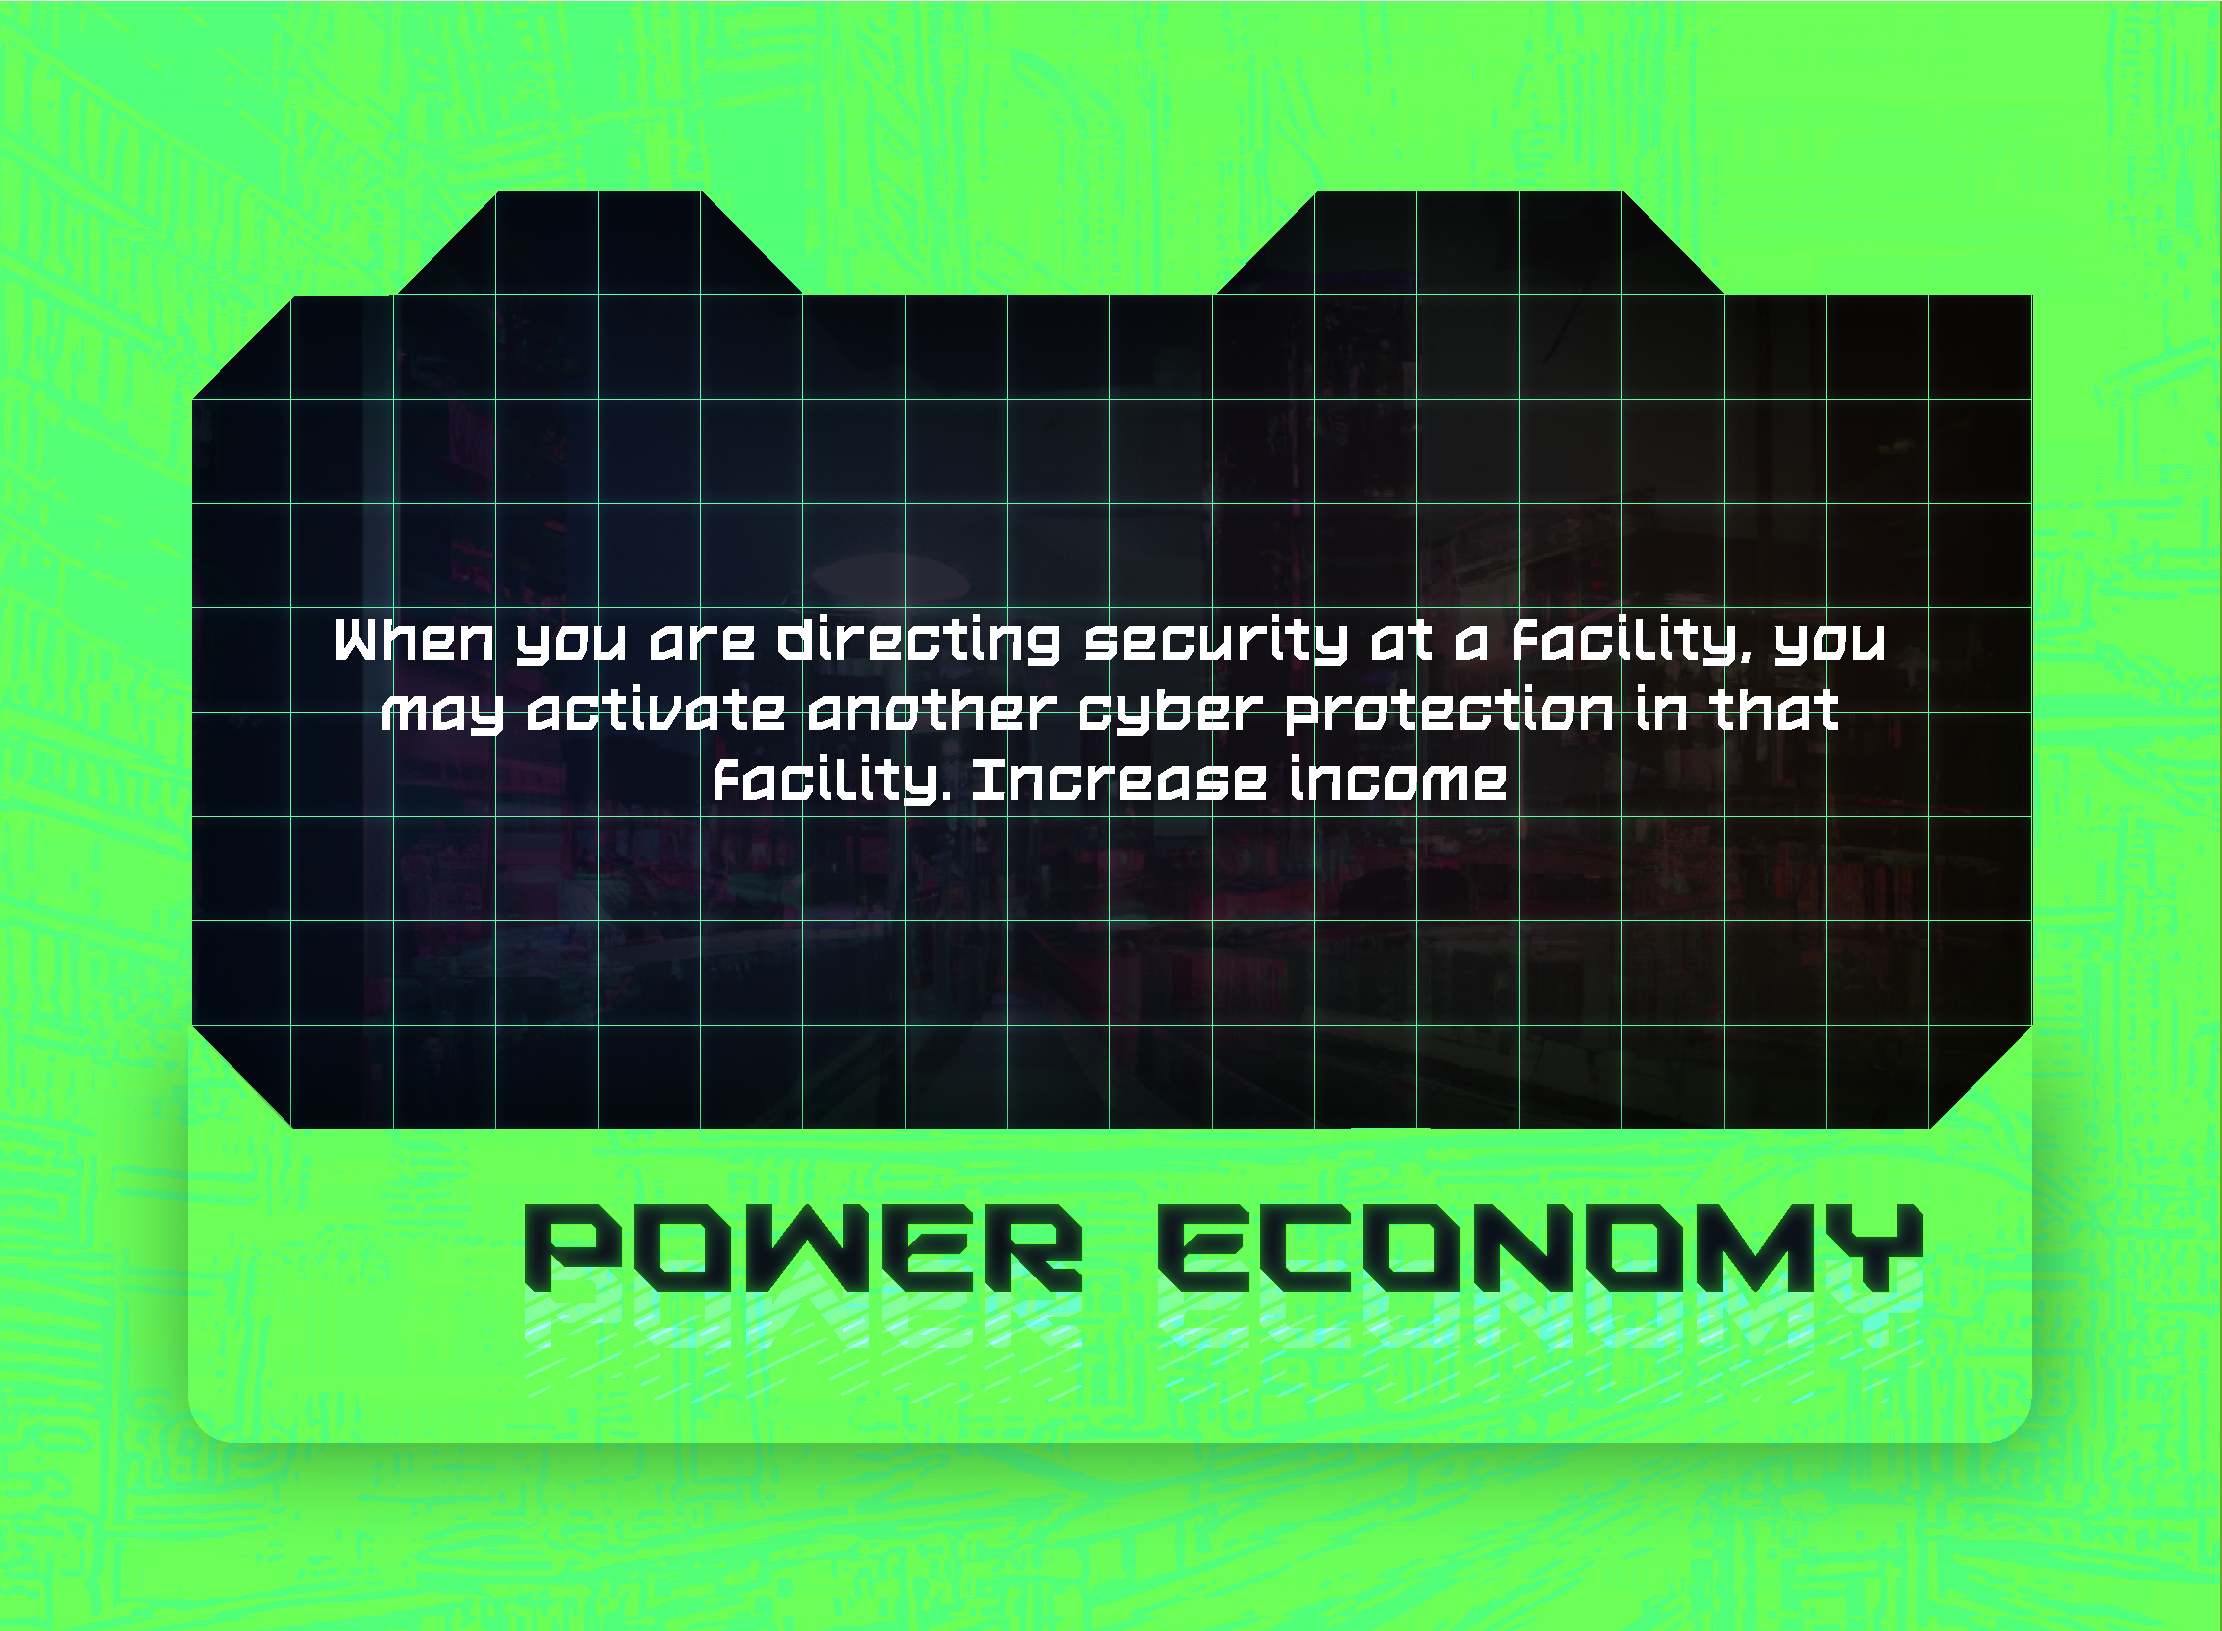 When you are directing security at a facility, you
may activate another cyber protection in that
facility. Increase income
POWER ECONOMY